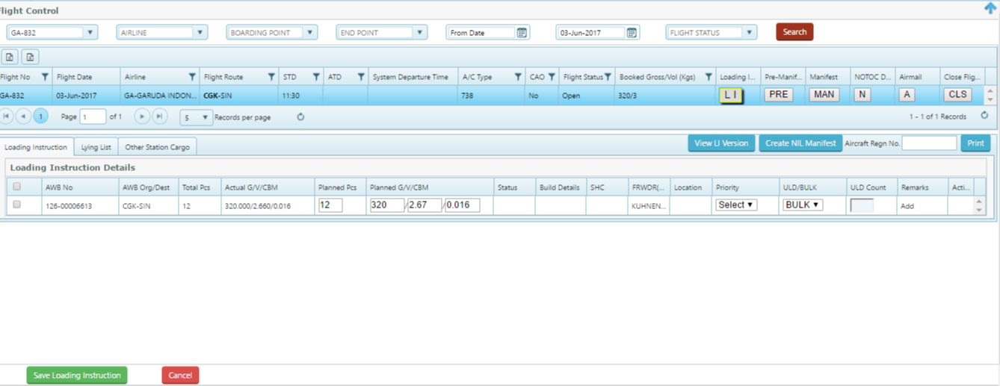 Flight Control
GA-832 AIRLINE BOARDING POINT END POINT From Date 03-Jun-2017 FLIGHT STATUS Search
Flight No Flight Date Airline Flight Route STD ATD System Departure Time A/C Type CAO Flight Status Booked Gross/Vol (Kgs) Loading I... Pre-Manif... Manifest NOTOC D... Airmail Close Flig...
GA-832 03-Jun-2017 GA-GARUDA INDON... CGK-SIN 11:30 738 No Open 320/3 L I PRE MAN N A CLS
1 Page 1 of 1 5 Records per page 1 - 1 of 1 Records
Loading Instruction Lying List Other Station Cargo View LI Version Create NIL Manifest Aircraft Regn No. Print
Loading Instruction Details
AWB No AWB Org/Dest Total Pcs Actual G/V/CBM Planned Pcs Planned G/V/CBM Status Build Details SHC FRWDR(... Location Priority ULD/BULK ULD Count Remarks Acti...
126-00006613 CGK-SIN 12 320.000/2.660/0.016 12 320 /2.67 /0.016 KUHNEN... Select BULK Add
Save Loading Instruction Cancel